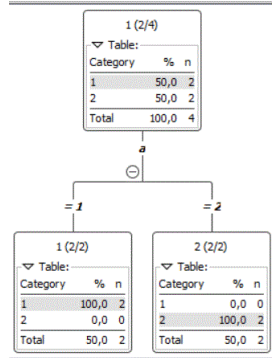 1 (2/4)
Table:
Category % n
1 50,0 2
2 50,0 2
Total 100,0 4
a
= 1
= 2
1 (2/2)
Table:
Category % n
1 100,0 2
2 0,0 0
Total 50,0 2
2 (2/2)
Table:
Category % n
1 0,0 0
2 100,0 2
Total 50,0 2